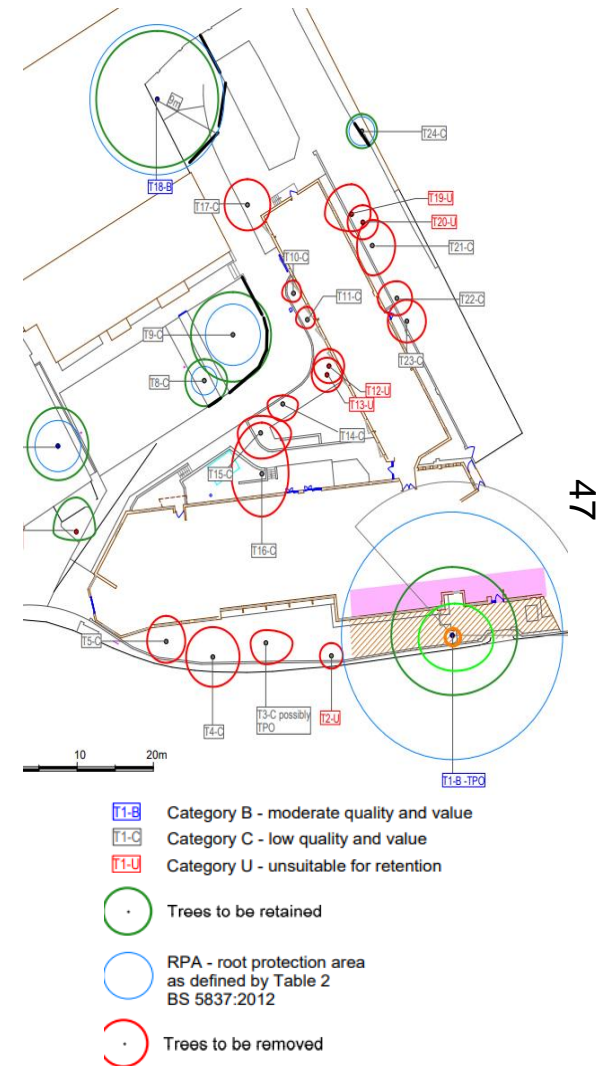 9m
T18-B
T24-C
T17-C
T19-U
T20-U
T21-C
T10-C
T11-C
T22-C
T9-C
T23-C
T8-C
T12-U
T13-U
T14-C
T15-C
T16-C
47
T5-C
T4-C
T3-C possibly
TPO
T2-U
T1-B -TPO
10
20m
T1-B
Category B - moderate quality and value
T1-C
Category C - low quality and value
T1-U
Category U - unsuitable for retention
Trees to be retained
RPA - root protection area
as defined by Table 2
BS 5837:2012
Trees to be removed